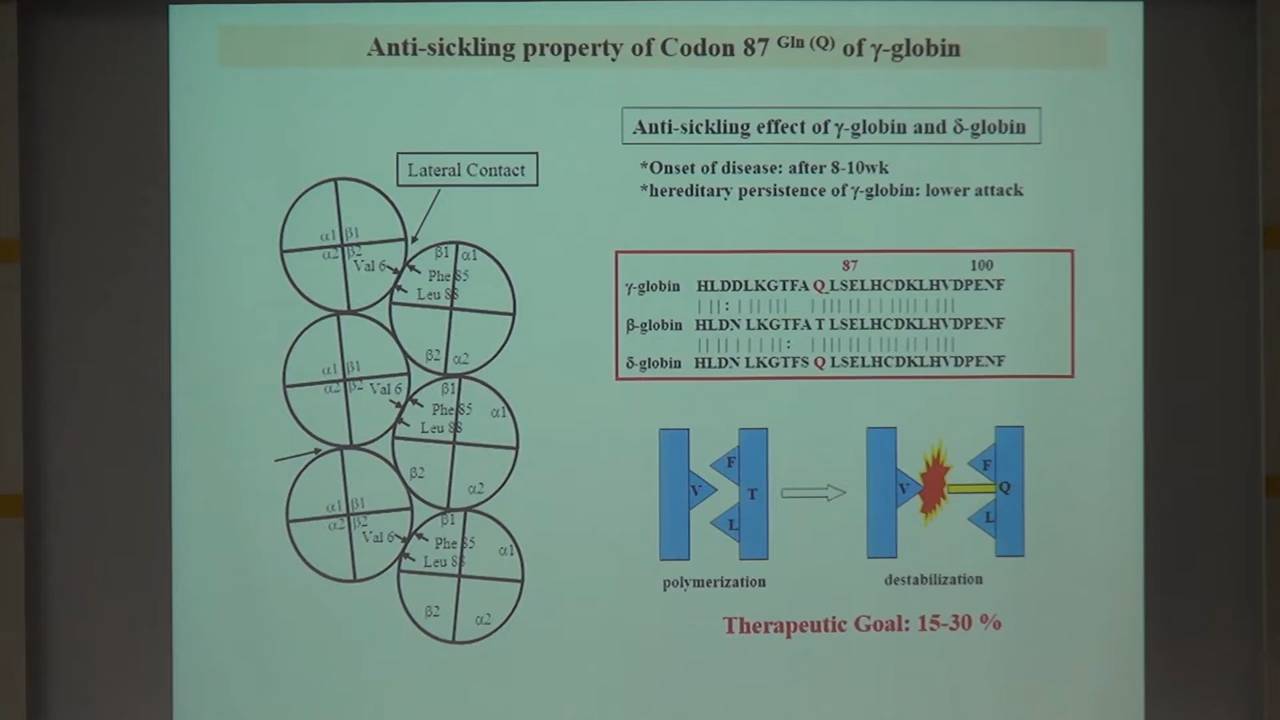 Anti-sickling property of Codon 87 Gln (Q) of γ-globin
Anti-sickling effect of γ-globin and δ-globin
*Onset of disease: after 8-10wk
*hereditary persistence of γ-globin: lower attack
Lateral Contact
α1 β1
α2 β2
Val 6
β1 α1
Phe 85
Leu 88
β2 α2
α1 β1
α2 β2 Val 6
β1
Phe 85 α1
Leu 88
β2
α2
α1 β1
α2 β2
Val 6
β1
Phe 85 α1
Leu 88
β2 α2
87 100
γ-globin HLDDLKGTFA Q LSELHCDKLHVDPENF
β-globin HLDN LKGTFA T LSELHCDKLHVDPENF
δ-globin HLDN LKGTFS Q LSELHCDKLHVDPENF
F
V T
L
F
V Q
L
polymerization
destabilization
Therapeutic Goal: 15-30 %